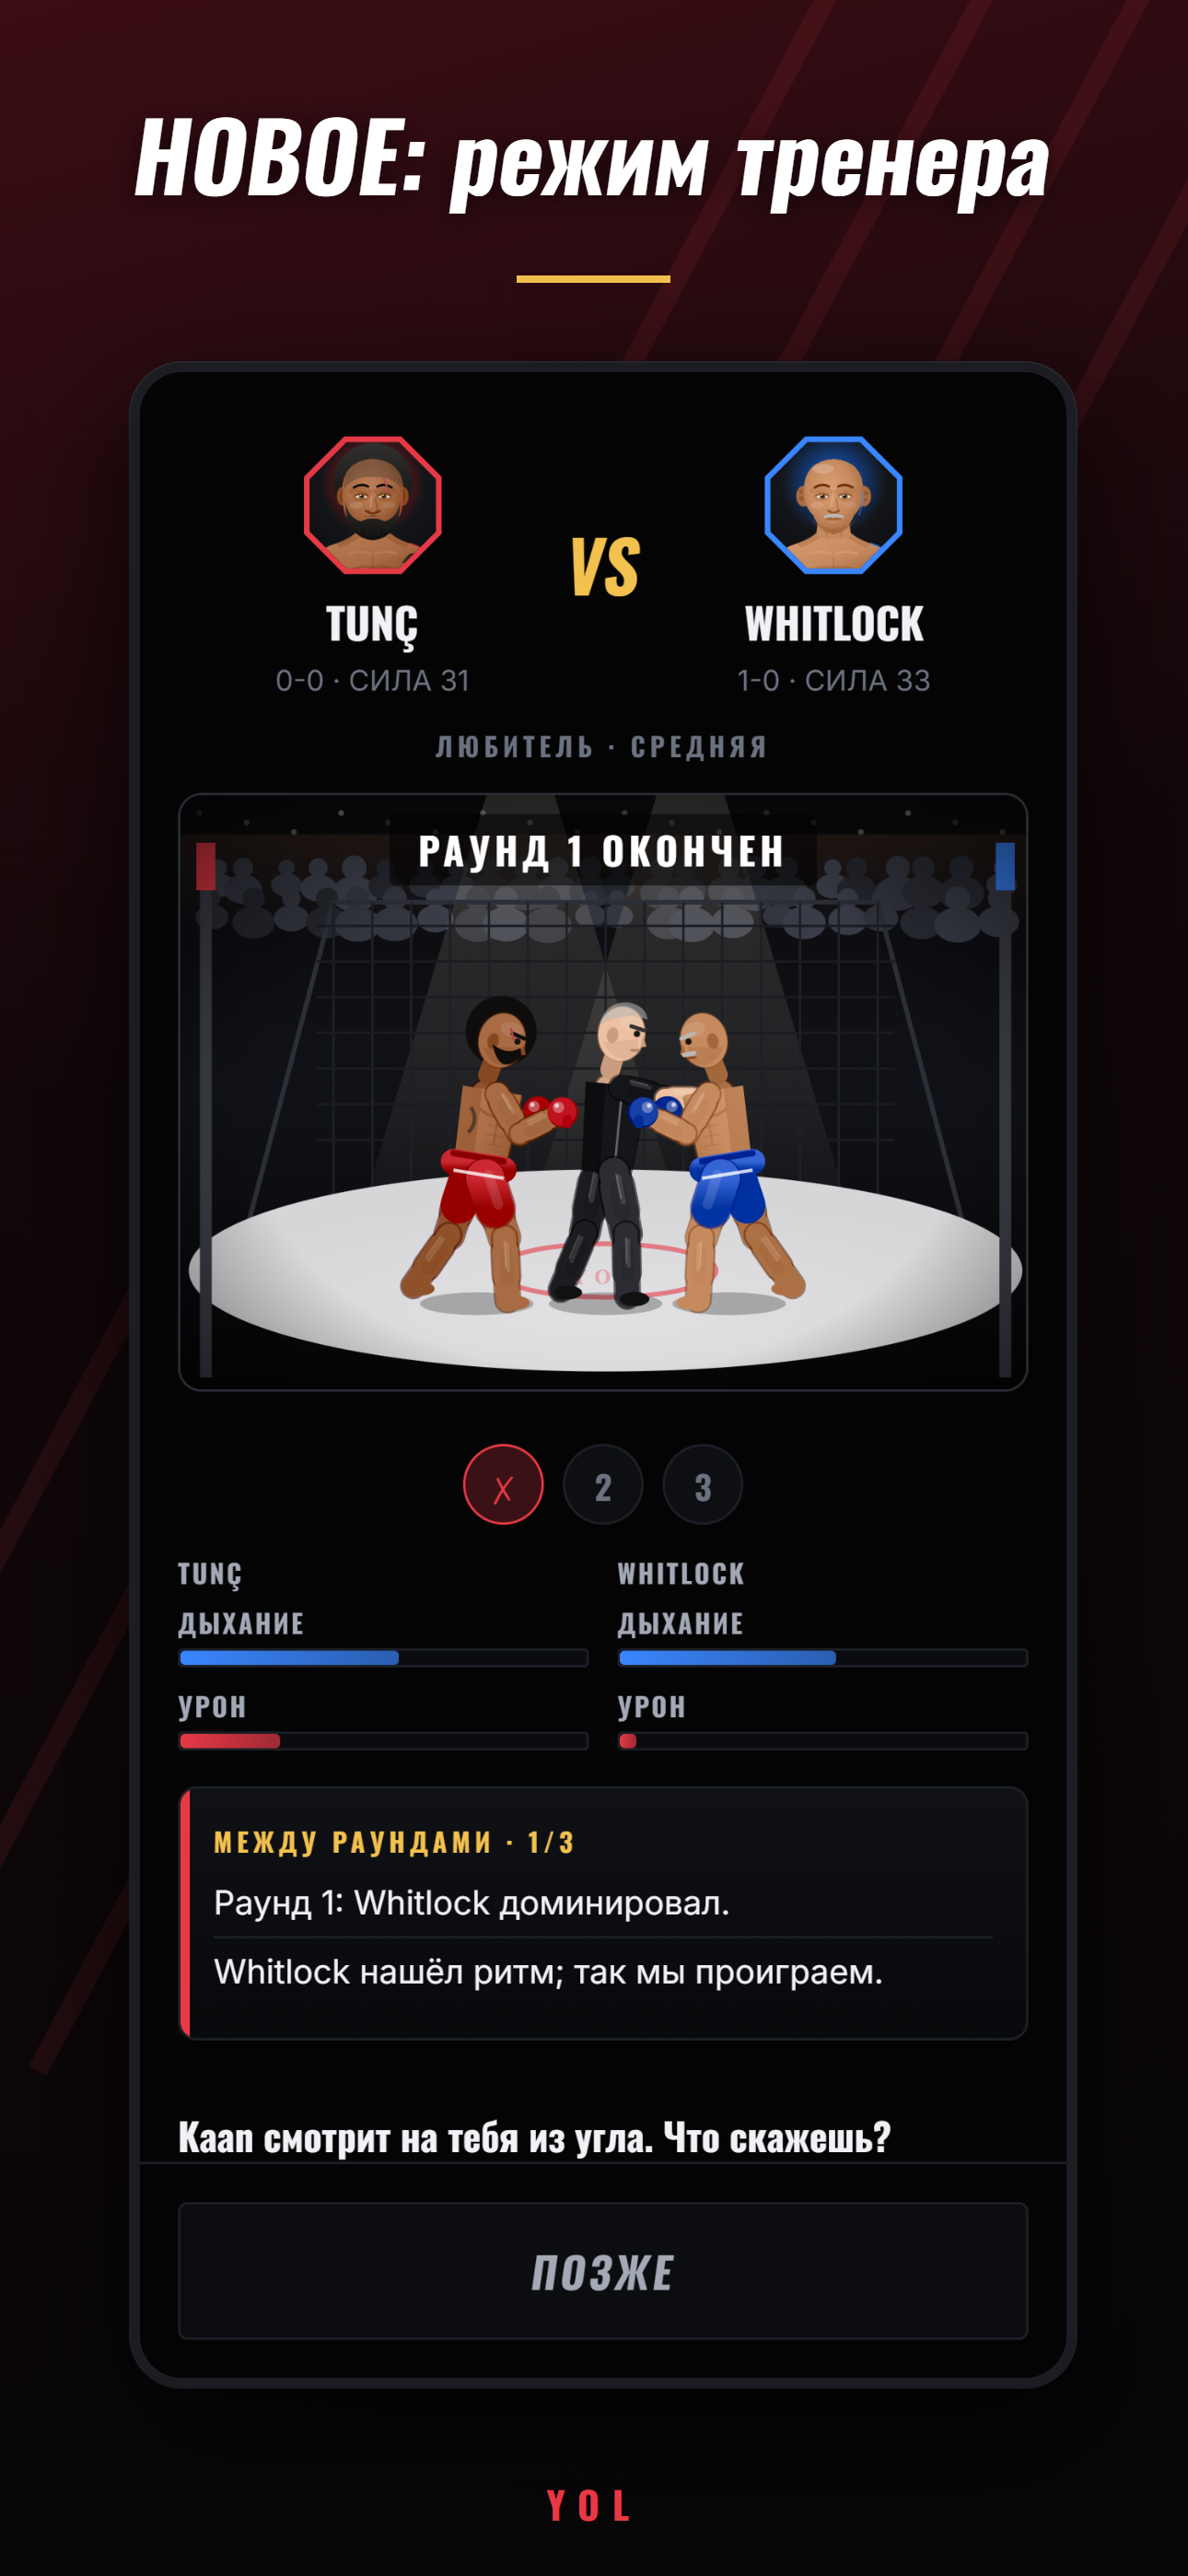 НОВОЕ: режим тренера
VS
TUNÇ
WHITLOCK
0-0 · СИЛА 31
1-0 · СИЛА 33
ЛЮБИТЕЛЬ · СРЕДНЯЯ
РАУНД 1 ОКОНЧЕН
X
2
3
TUNÇ
WHITLOCK
ДЫХАНИЕ
ДЫХАНИЕ
УРОН
УРОН
МЕЖДУ РАУНДАМИ · 1/3
Раунд 1: Whitlock доминировал.
Whitlock нашёл ритм; так мы проиграем.
Kaan смотрит на тебя из угла. Что скажешь?
ПОЗЖЕ
YOL